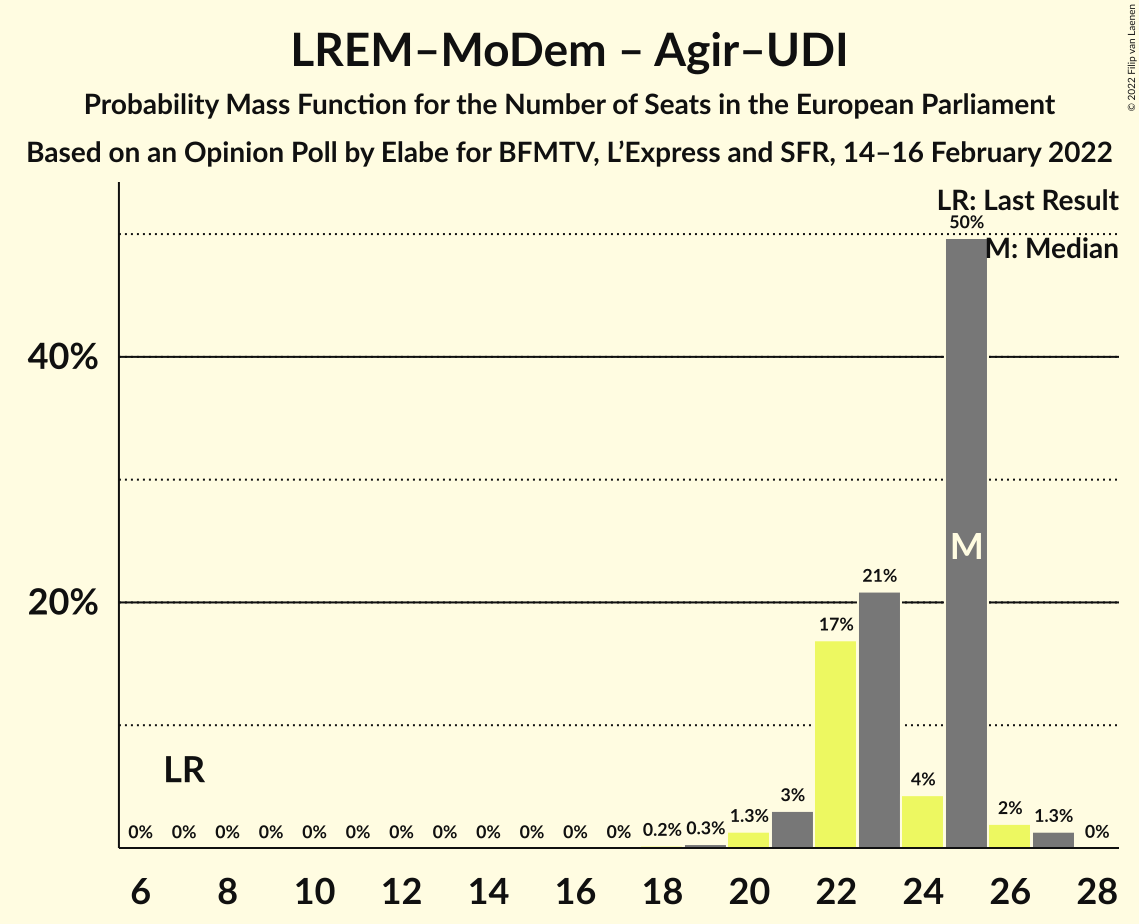 LREM–MoDem – Agir–UDI
Probability Mass Function for the Number of Seats in the European Parliament
Based on an Opinion Poll by Elabe for BFMTV, L’Express and SFR, 14–16 February 2022
© 2022 Filip van Laenen
LR: Last Result
50%
M: Median
40%
M
21%
20%
17%
LR
4%
3%
2%
1.3% 1.3%
0% 0% 0% 0% 0% 0% 0% 0% 0% 0% 0% 0% 0.2% 0.3% 0%
6 8 10 12 14 16 18 20 22 24 26 28